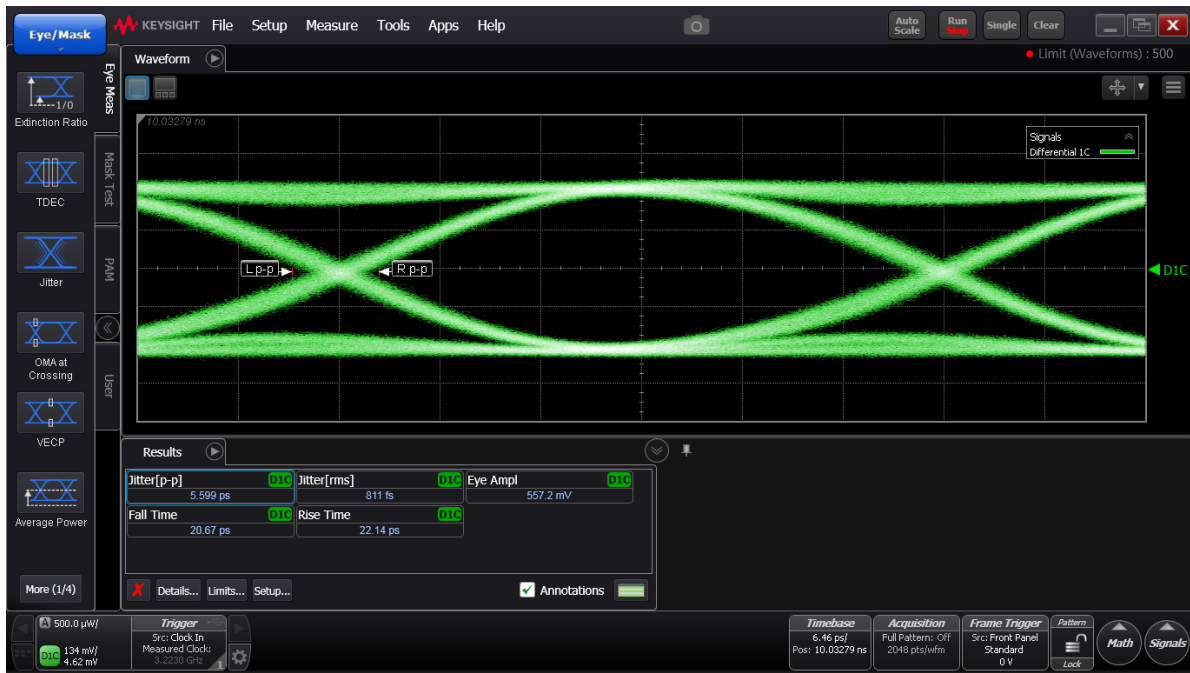 Eye/Mask
KEYSIGHT File Setup Measure Tools Apps Help
Auto Scale
Run Stop
Single
Clear
X
Waveform
Limit (Waveforms) : 500
Eye Meas
Mask Test
PAM
User
1/0
Extinction Ratio
TDEC
Jitter
OMA at
Crossing
VECP
Average Power
More (1/4)
10.03279 ns
Signals
Differential 1C
L p-p
R p-p
D1C
Results
Jitter[p-p] D1C Jitter[rms] D1C Eye Ampl D1C
5.599 ps 811 fs 557.2 mV
Fall Time D1C Rise Time D1C
20.67 ps 22.14 ps
X Details... Limits... Setup... Annotations
A 500.0 µW/
D1C 134 mV/
4.62 mV
Trigger
Src: Clock In
Measured Clock:
3.2230 GHz
1
Timebase
6.46 ps/
Pos: 10.03279 ns
Acquisition
Full Pattern: Off
2048 pts/wfm
Frame Trigger
Src: Front Panel
Standard
0 V
Pattern
Lock
Math
Signals